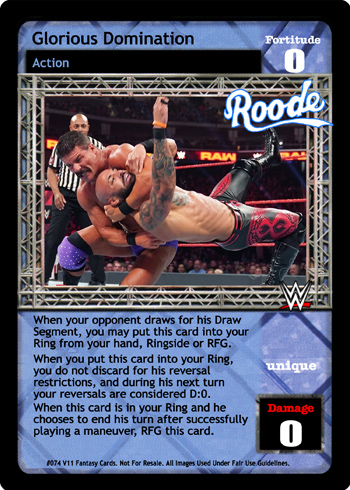 Glorious Domination
Fortitude
0
Action
Roode
RAW
RAW
W
When your opponent draws for his Draw
Segment, you may put this card into your
Ring from your hand, Ringside or RFG.
When you put this card into your Ring,
you do not discard for his reversal
restrictions, and during his next turn
your reversals are considered D:0.
When this card is in your Ring and he
chooses to end his turn after successfully
playing a maneuver, RFG this card.
unique
Damage
0
#074 V11 Fantasy Cards. Not For Resale. All Images Used Under Fair Use Guidelines.